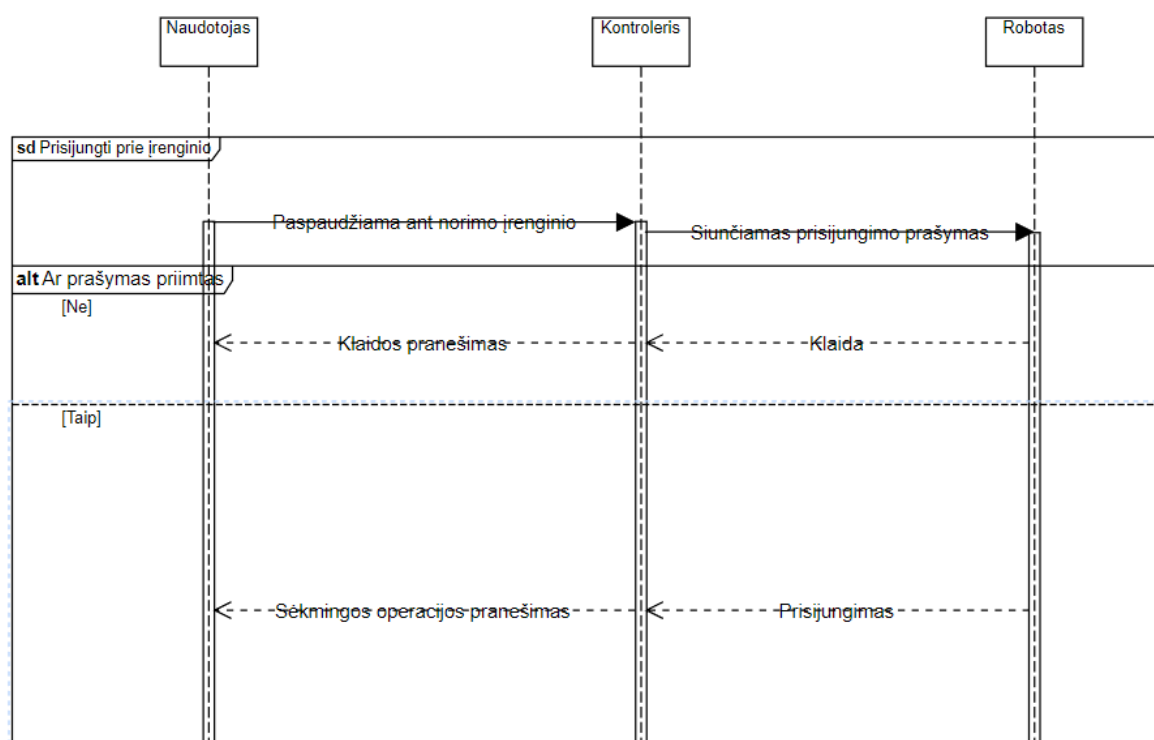 Naudotojas
Kontroleris
Robotas
sd Prisijungti prie įrenginio
Paspaudžiama ant norimo įrenginio
Siunčiamas prisijungimo prašymas
alt Ar prašymas priimtas
[Ne]
Klaidos pranešimas
Klaida
[Taip]
Sėkmingos operacijos pranešimas
Prisijungimas